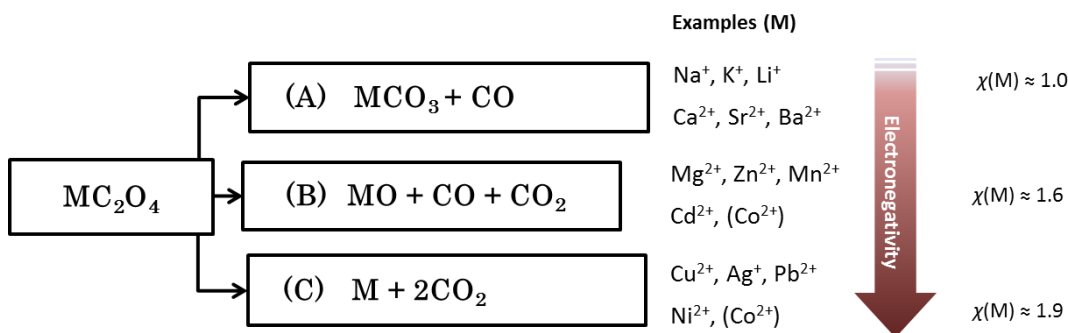 Examples (M)
(A) MCO₃ + CO
Na⁺, K⁺, Li⁺
χ(M) ≈ 1.0
Ca²⁺, Sr²⁺, Ba²⁺
MC₂O₄
(B) MO + CO + CO₂
Mg²⁺, Zn²⁺, Mn²⁺
χ(M) ≈ 1.6
Cd²⁺, (Co²⁺)
Electronegativity
(C) M + 2CO₂
Cu²⁺, Ag⁺, Pb²⁺
Ni²⁺, (Co²⁺)
χ(M) ≈ 1.9